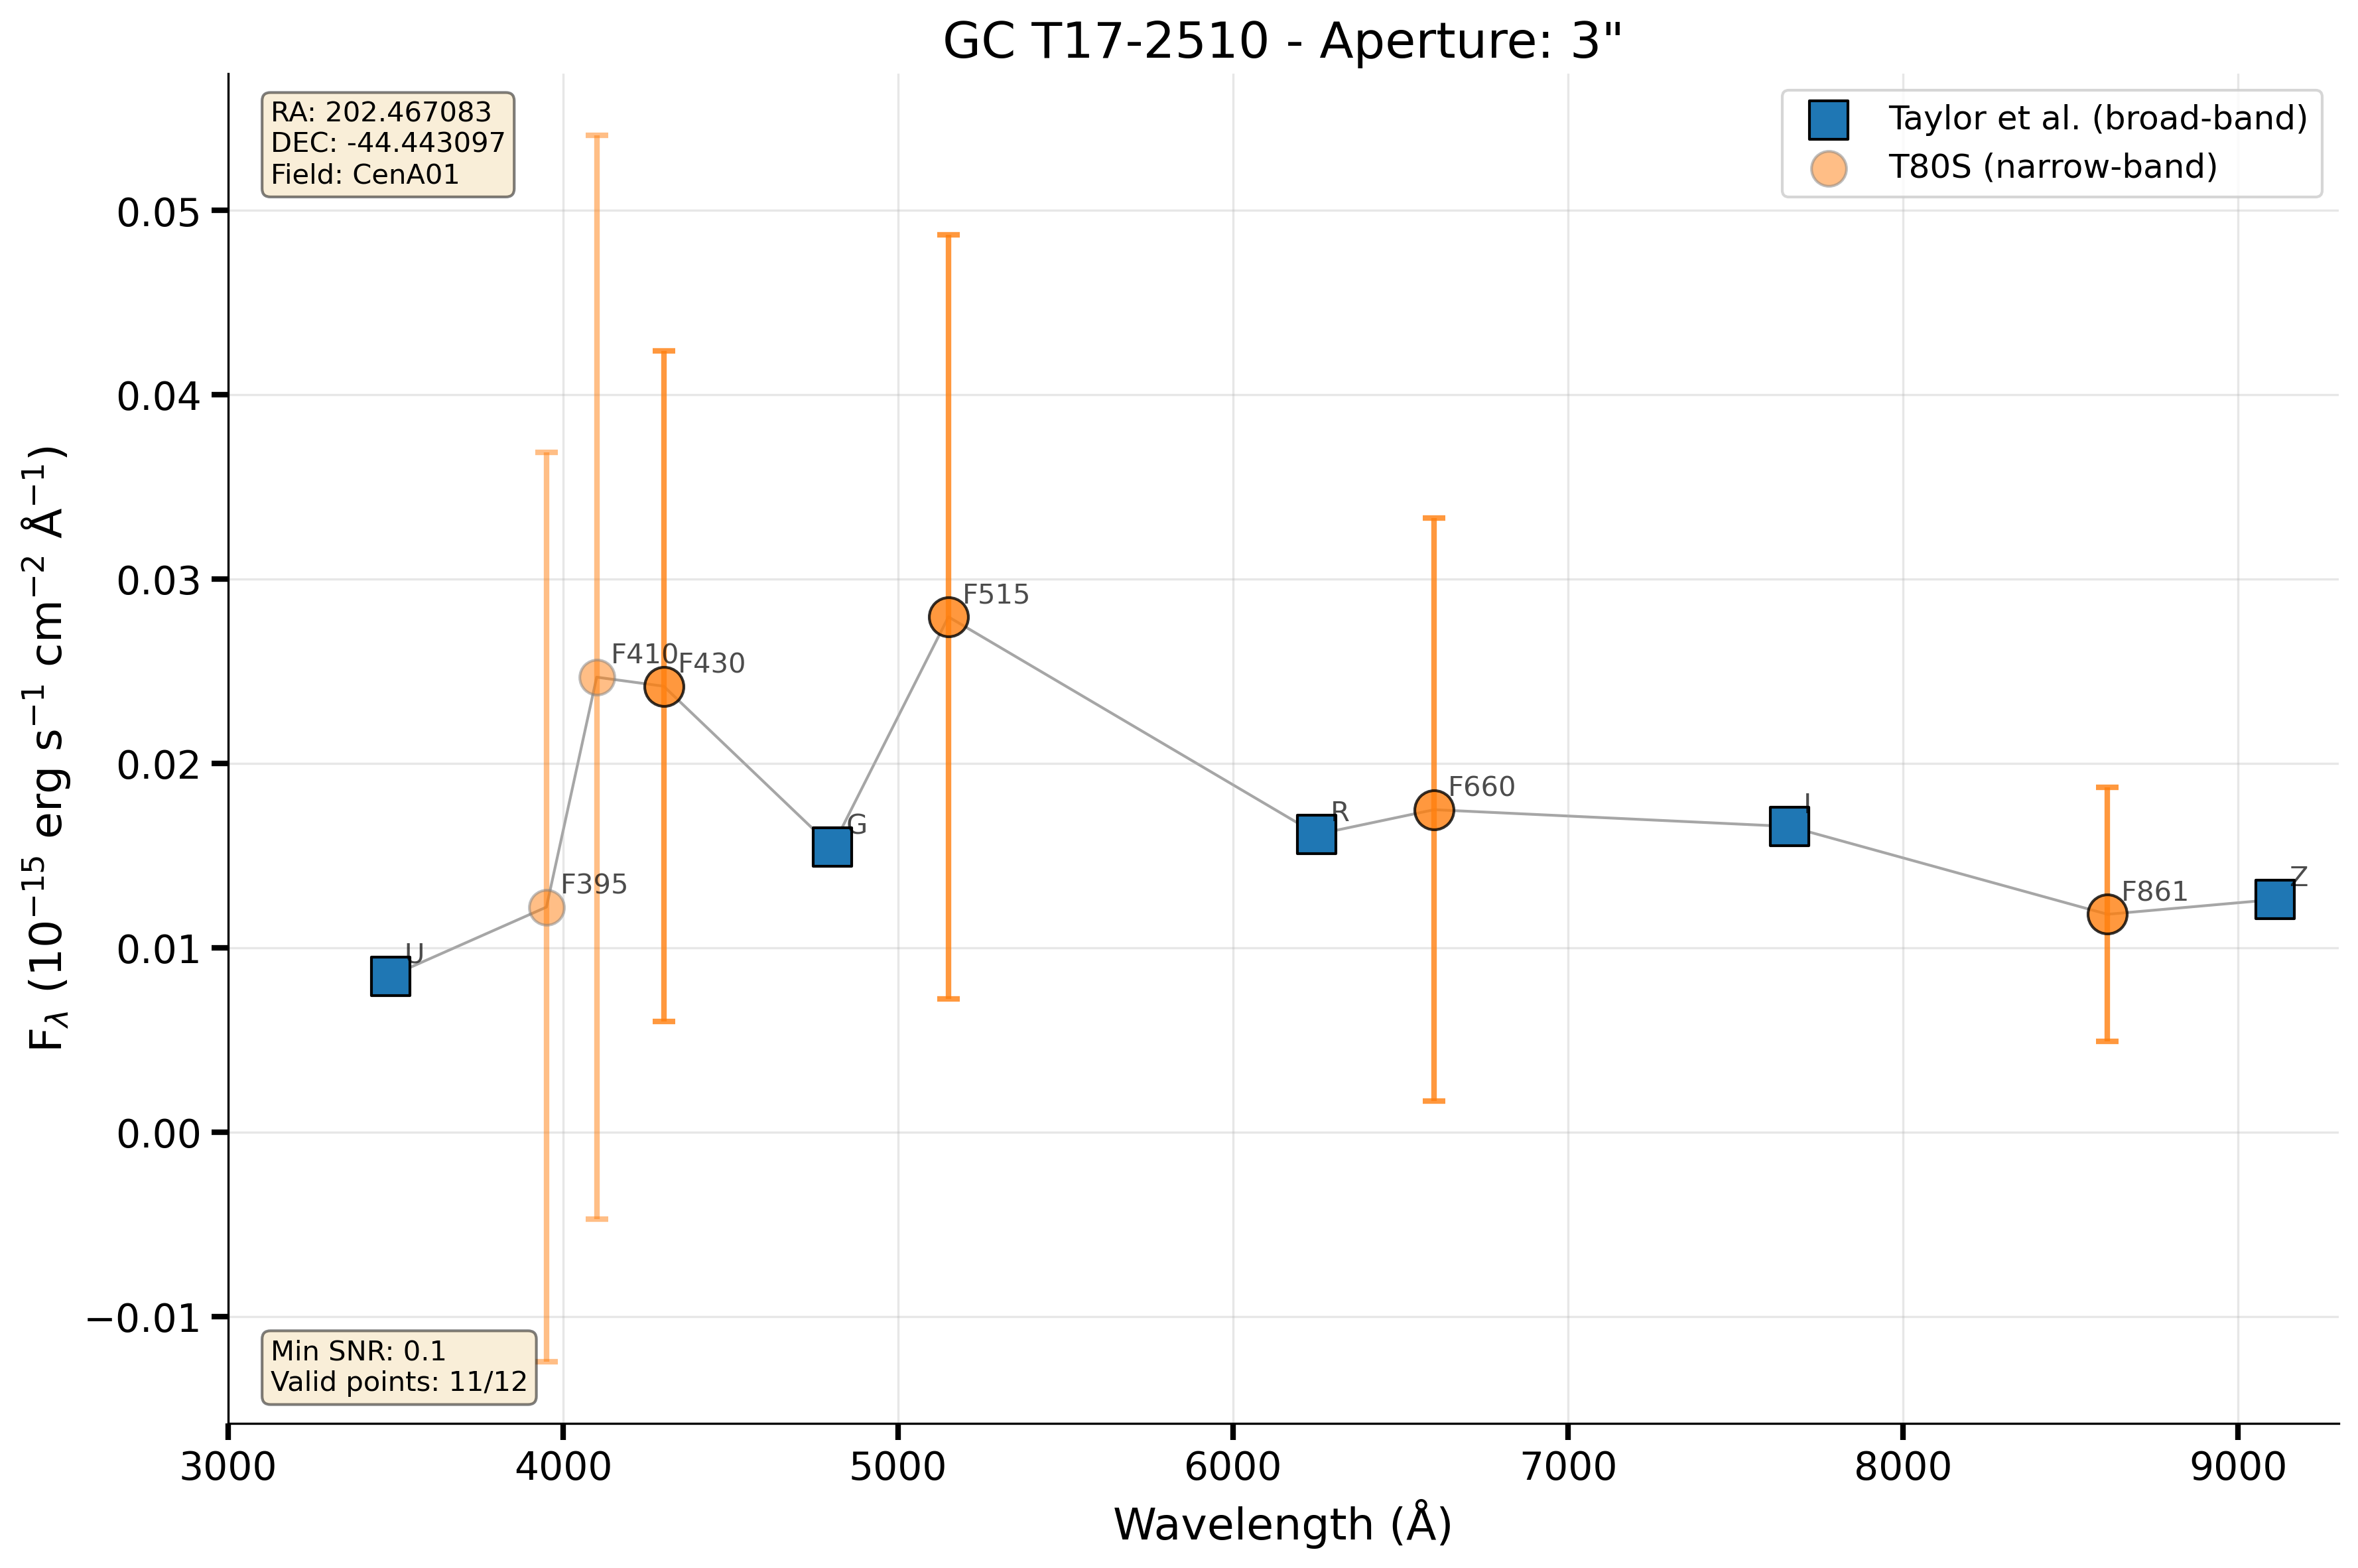 GC T17-2510 - Aperture: 3"
RA: 202.467083
DEC: -44.443097
Field: CenA01
Taylor et al. (broad-band)
T80S (narrow-band)
F_λ (10⁻¹⁵ erg s⁻¹ cm⁻² Å⁻¹)
0.05
0.04
0.03
0.02
0.01
0.00
−0.01
U
F395
F410
F430
G
F515
R
F660
I
F861
Z
Min SNR: 0.1
Valid points: 11/12
3000 4000 5000 6000 7000 8000 9000
Wavelength (Å)